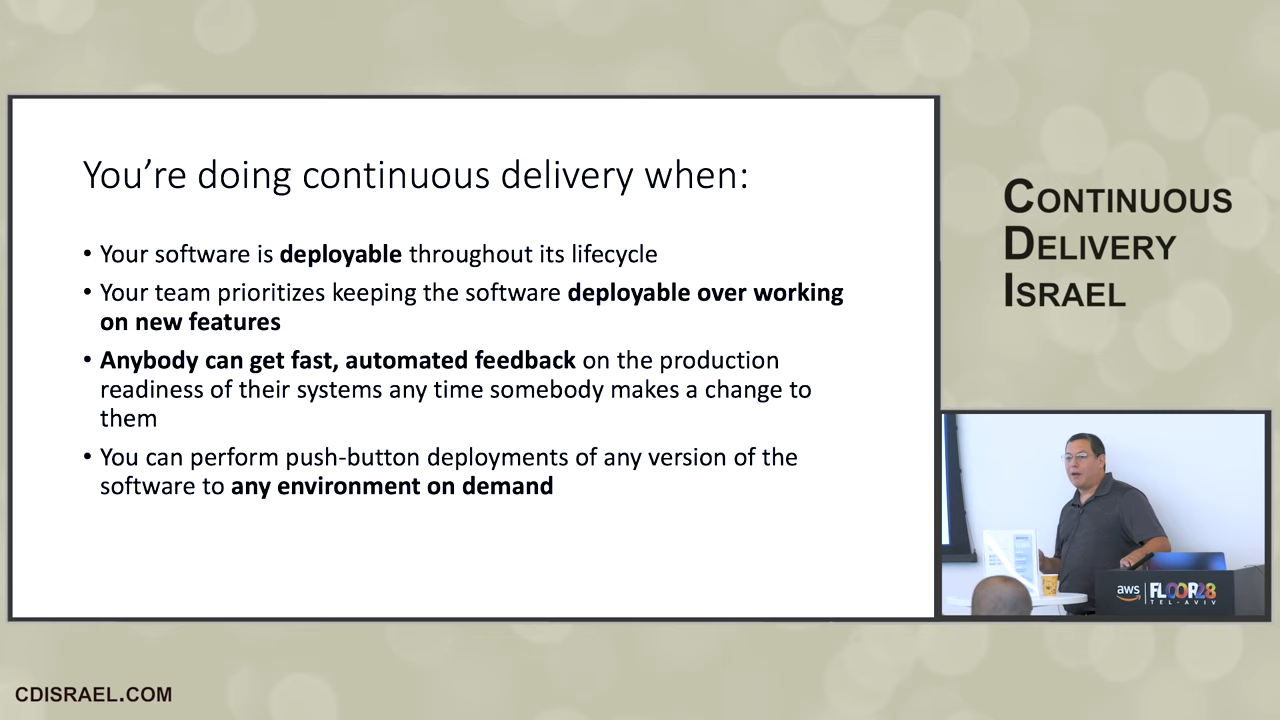 You're doing continuous delivery when:
• Your software is deployable throughout its lifecycle
• Your team prioritizes keeping the software deployable over working
on new features
• Anybody can get fast, automated feedback on the production
readiness of their systems any time somebody makes a change to
them
• You can perform push-button deployments of any version of the
software to any environment on demand
CONTINUOUS
DELIVERY
ISRAEL
aws FLOOR28
TEL-AVIV
CDISRAEL.COM